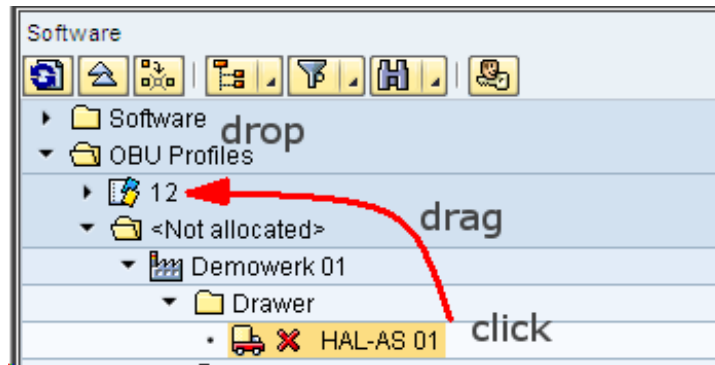 Software
Software
drop
OBU Profiles
12
drag
<Not allocated>
Demowerk 01
Drawer
click
HAL-AS 01